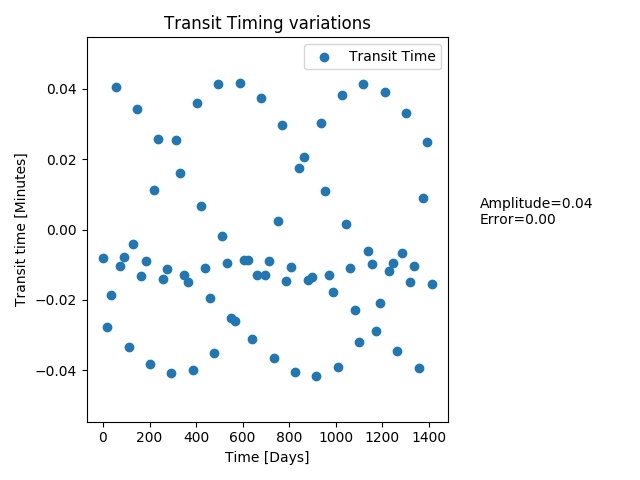 Transit Timing variations
Transit Time
0.04
0.02
0.00
−0.02
−0.04
Transit time [Minutes]
0 200 400 600 800 1000 1200 1400
Time [Days]
Amplitude=0.04
Error=0.00